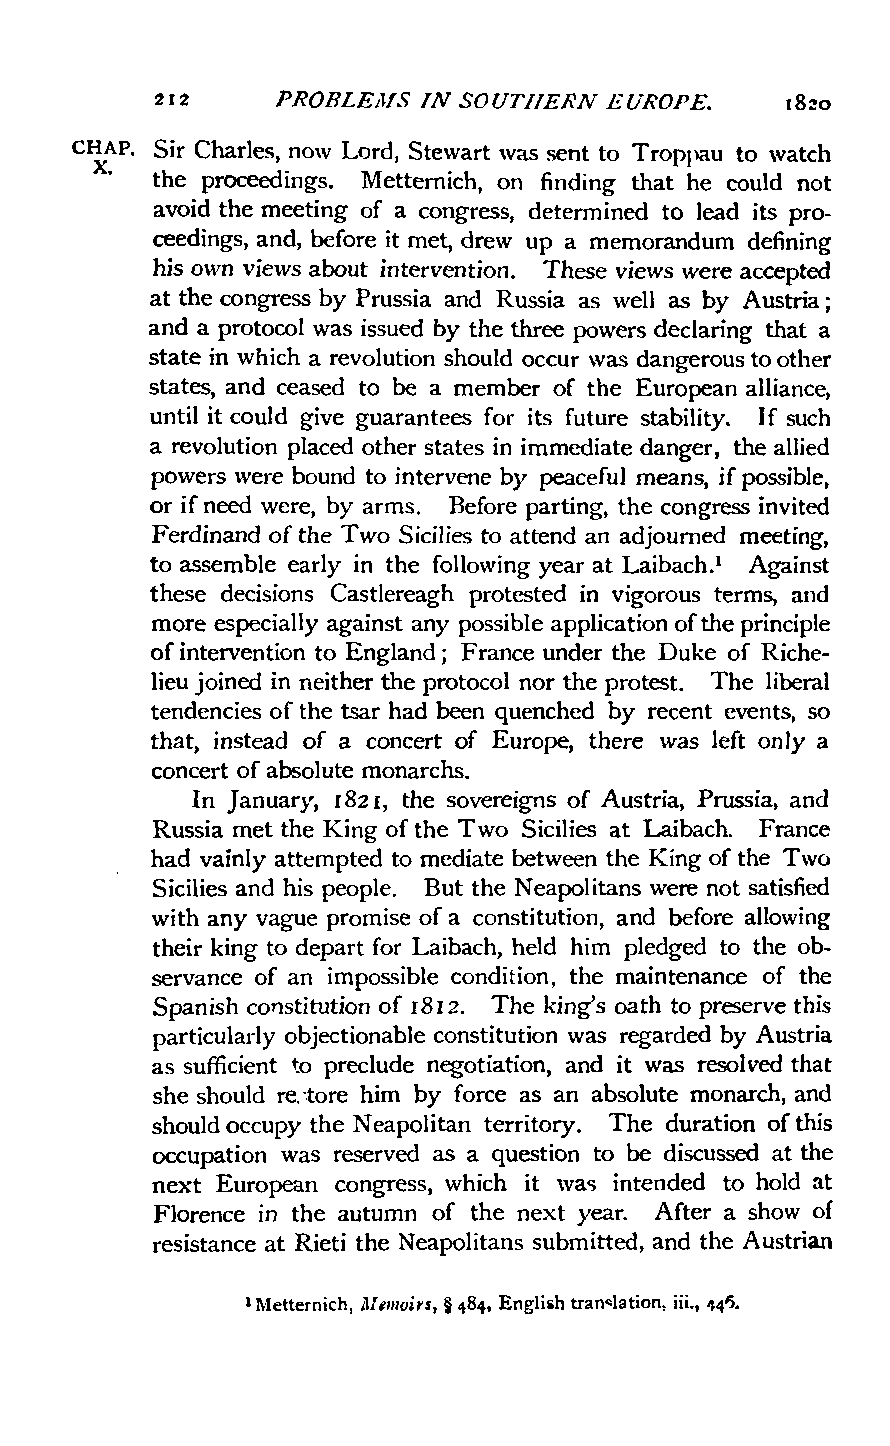 212 PROBLEMS IN SOUTHERN EUROPE. 1820
CHAP. X.
Sir Charles, now Lord, Stewart was sent to Troppau to watch
the proceedings. Metternich, on finding that he could not
avoid the meeting of a congress, determined to lead its pro-
ceedings, and, before it met, drew up a memorandum defining
his own views about intervention. These views were accepted
at the congress by Prussia and Russia as well as by Austria;
and a protocol was issued by the three powers declaring that a
state in which a revolution should occur was dangerous to other
states, and ceased to be a member of the European alliance,
until it could give guarantees for its future stability. If such
a revolution placed other states in immediate danger, the allied
powers were bound to intervene by peaceful means, if possible,
or if need were, by arms. Before parting, the congress invited
Ferdinand of the Two Sicilies to attend an adjourned meeting,
to assemble early in the following year at Laibach.¹ Against
these decisions Castlereagh protested in vigorous terms, and
more especially against any possible application of the principle
of intervention to England; France under the Duke of Riche-
lieu joined in neither the protocol nor the protest. The liberal
tendencies of the tsar had been quenched by recent events, so
that, instead of a concert of Europe, there was left only a
concert of absolute monarchs.
In January, 1821, the sovereigns of Austria, Prussia, and
Russia met the King of the Two Sicilies at Laibach. France
had vainly attempted to mediate between the King of the Two
Sicilies and his people. But the Neapolitans were not satisfied
with any vague promise of a constitution, and before allowing
their king to depart for Laibach, held him pledged to the ob-
servance of an impossible condition, the maintenance of the
Spanish constitution of 1812. The king's oath to preserve this
particularly objectionable constitution was regarded by Austria
as sufficient to preclude negotiation, and it was resolved that
she should restore him by force as an absolute monarch, and
should occupy the Neapolitan territory. The duration of this
occupation was reserved as a question to be discussed at the
next European congress, which it was intended to hold at
Florence in the autumn of the next year. After a show of
resistance at Rieti the Neapolitans submitted, and the Austrian
¹ Metternich, Memoirs, § 484, English translation, iii., 446.